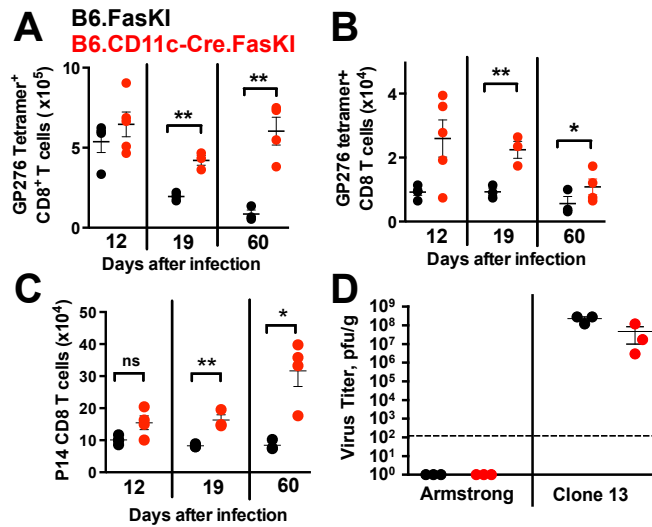 B6.FasKI
B6.CD11c-Cre.FasKI
A
GP276 Tetramer⁺
CD8⁺ T cells (x10⁵)
10
5
0
**
**
12
19
60
Days after infection
B
GP276 tetramer+
CD8 T cells (x10⁴)
4
2
0
**
*
12
19
60
Days after infection
C
P14 CD8 T cells (x10⁴)
50
40
30
20
10
0
ns
**
*
12
19
60
Days after infection
D
Virus Titer, pfu/g
10⁹
10⁸
10⁷
10⁶
10⁵
10⁴
10³
10²
10¹
10⁰
Armstrong
Clone 13